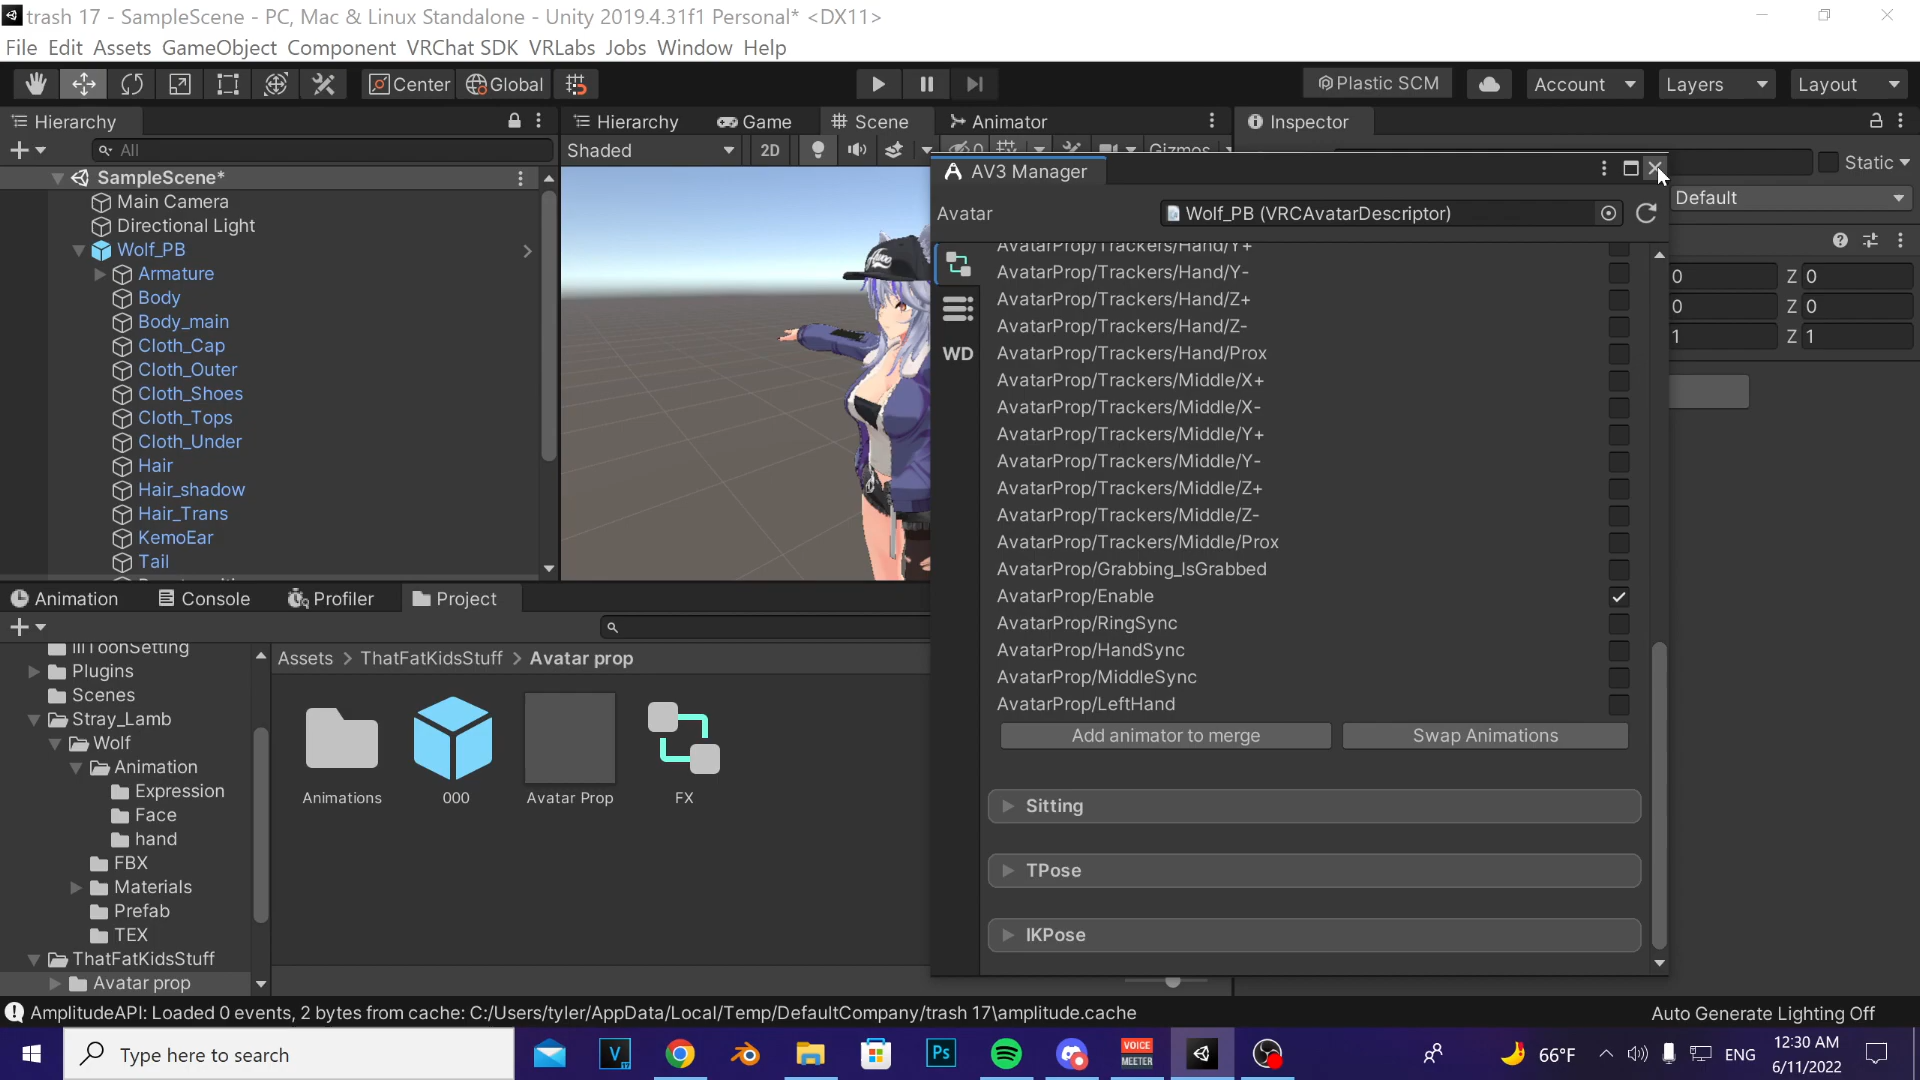 trash 17 - SampleScene - PC, Mac & Linux Standalone - Unity 2019.4.31f1 Personal* <DX11>
File Edit Assets GameObject Component VRChat SDK VRLabs Jobs Window Help
Center Global Plastic SCM Account Layers Layout
Hierarchy Hierarchy Game Scene Animator Inspector
All Shaded 2D 0 Gizmos
SampleScene* AV3 Manager Static
Main Camera Avatar Wolf_PB (VRCAvatarDescriptor) Default
Directional Light
Wolf_PB
Armature
Body
Body_main
Cloth_Cap
Cloth_Outer
Cloth_Shoes
Cloth_Tops
Cloth_Under
Hair
Hair_shadow
Hair_Trans
KemoEar
Tail
WD
AvatarProp/Trackers/Hand/Y+
AvatarProp/Trackers/Hand/Y-
AvatarProp/Trackers/Hand/Z+
AvatarProp/Trackers/Hand/Z-
AvatarProp/Trackers/Hand/Prox
AvatarProp/Trackers/Middle/X+
AvatarProp/Trackers/Middle/X-
AvatarProp/Trackers/Middle/Y+
AvatarProp/Trackers/Middle/Y-
AvatarProp/Trackers/Middle/Z+
AvatarProp/Trackers/Middle/Z-
AvatarProp/Trackers/Middle/Prox
AvatarProp/Grabbing_IsGrabbed
AvatarProp/Enable
AvatarProp/RingSync
AvatarProp/HandSync
AvatarProp/MiddleSync
AvatarProp/LeftHand
Add animator to merge Swap Animations
Sitting
TPose
IKPose
0 Z 0
0 Z 0
1 Z 1
Animation Console Profiler Project
lilToonSetting
Plugins
Scenes
Stray_Lamb
Wolf
Animation
Expression
Face
hand
FBX
Materials
Prefab
TEX
ThatFatKidsStuff
Avatar prop
Assets > ThatFatKidsStuff > Avatar prop
Animations 000 Avatar Prop FX
AmplitudeAPI: Loaded 0 events, 2 bytes from cache: C:/Users/tyler/AppData/Local/Temp/DefaultCompany/trash 17\amplitude.cache Auto Generate Lighting Off
Type here to search V Ps VOICE MEETER 66°F ENG 12:30 AM
6/11/2022